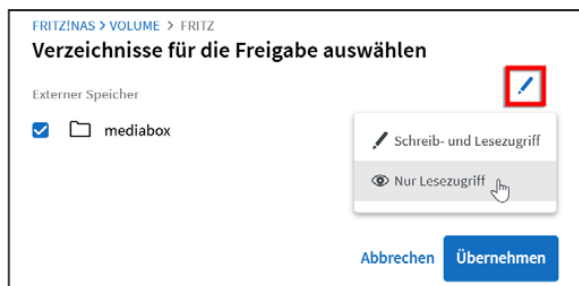 FRITZ!NAS > VOLUME > FRITZ
Verzeichnisse für die Freigabe auswählen
Externer Speicher
mediabox
Schreib- und Lesezugriff
Nur Lesezugriff
Abbrechen Übernehmen